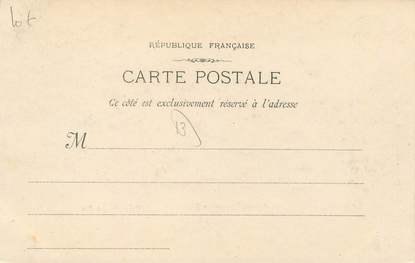 lot
RÉPUBLIQUE FRANÇAISE
CARTE POSTALE
Ce côté est exclusivement réservé à l'adresse
13
M